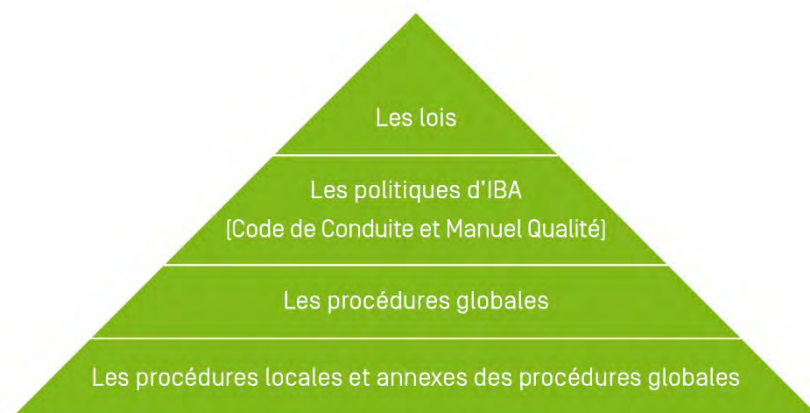 Les lois
Les politiques d'IBA
(Code de Conduite et Manuel Qualité)
Les procédures globales
Les procédures locales et annexes des procédures globales